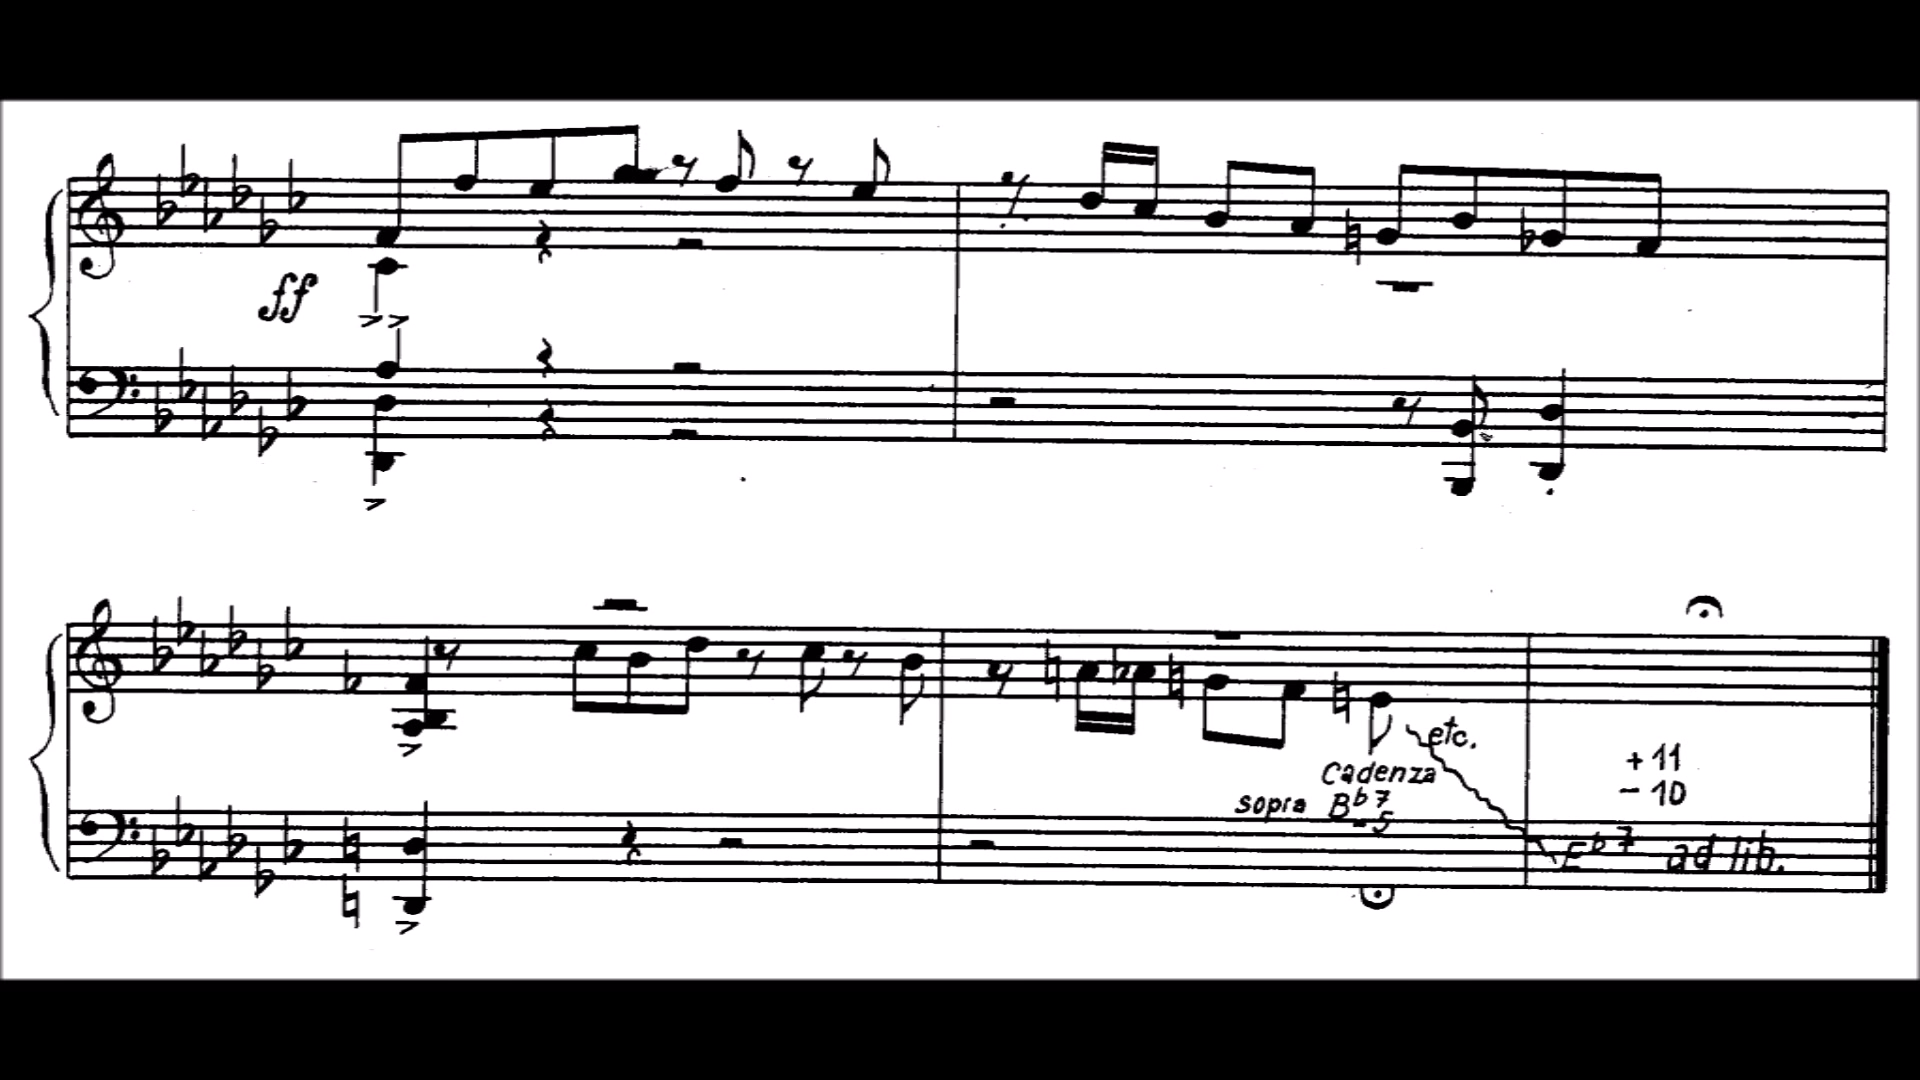 ff
etc.
Cadenza
sopra B♭7
-5
+11
-10
E♭7 ad lib.